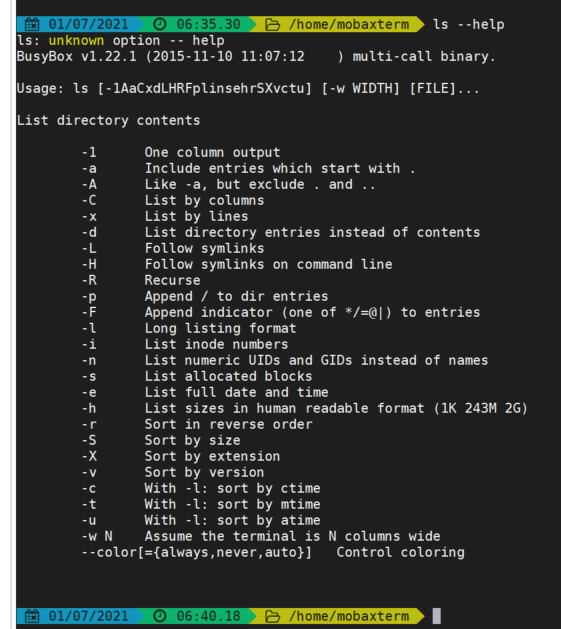 01/07/2021 06:35.30 /home/mobaxterm ls --help
ls: unknown option -- help
BusyBox v1.22.1 (2015-11-10 11:07:12    ) multi-call binary.
Usage: ls [-1AaCxdLHRFplinsehrSXvctu] [-w WIDTH] [FILE]...
List directory contents
-1      One column output
-a      Include entries which start with .
-A      Like -a, but exclude . and ..
-C      List by columns
-x      List by lines
-d      List directory entries instead of contents
-L      Follow symlinks
-H      Follow symlinks on command line
-R      Recurse
-p      Append / to dir entries
-F      Append indicator (one of */=@|) to entries
-l      Long listing format
-i      List inode numbers
-n      List numeric UIDs and GIDs instead of names
-s      List allocated blocks
-e      List full date and time
-h      List sizes in human readable format (1K 243M 2G)
-r      Sort in reverse order
-S      Sort by size
-X      Sort by extension
-v      Sort by version
-c      With -l: sort by ctime
-t      With -l: sort by mtime
-u      With -l: sort by atime
-w N    Assume the terminal is N columns wide
--color[={always,never,auto}]   Control coloring
01/07/2021 06:40.18 /home/mobaxterm